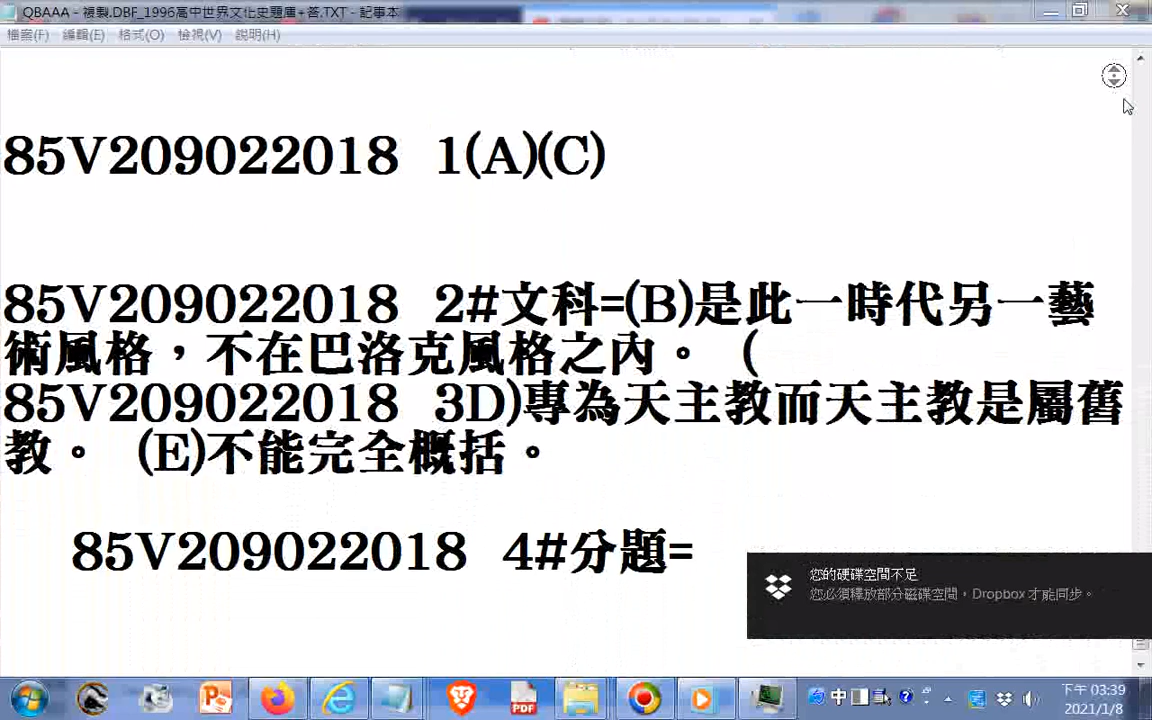 QBAAA - 複製.DBF_1996高中世界文化史題庫+答.TXT - 記事本
檔案(F) 編輯(E) 格式(O) 檢視(V) 說明(H)
85V209022018 1(A)(C)
85V209022018 2#文科=(B)是此一時代另一藝
術風格，不在巴洛克風格之內。 (
85V209022018 3D)專為天主教而天主教是屬舊
教。 (E)不能完全概括。
85V209022018 4#分題=
您的硬碟空間不足
您必須釋放部分磁碟空間，Dropbox 才能同步。
PDF
中
下午 03:39
2021/1/8